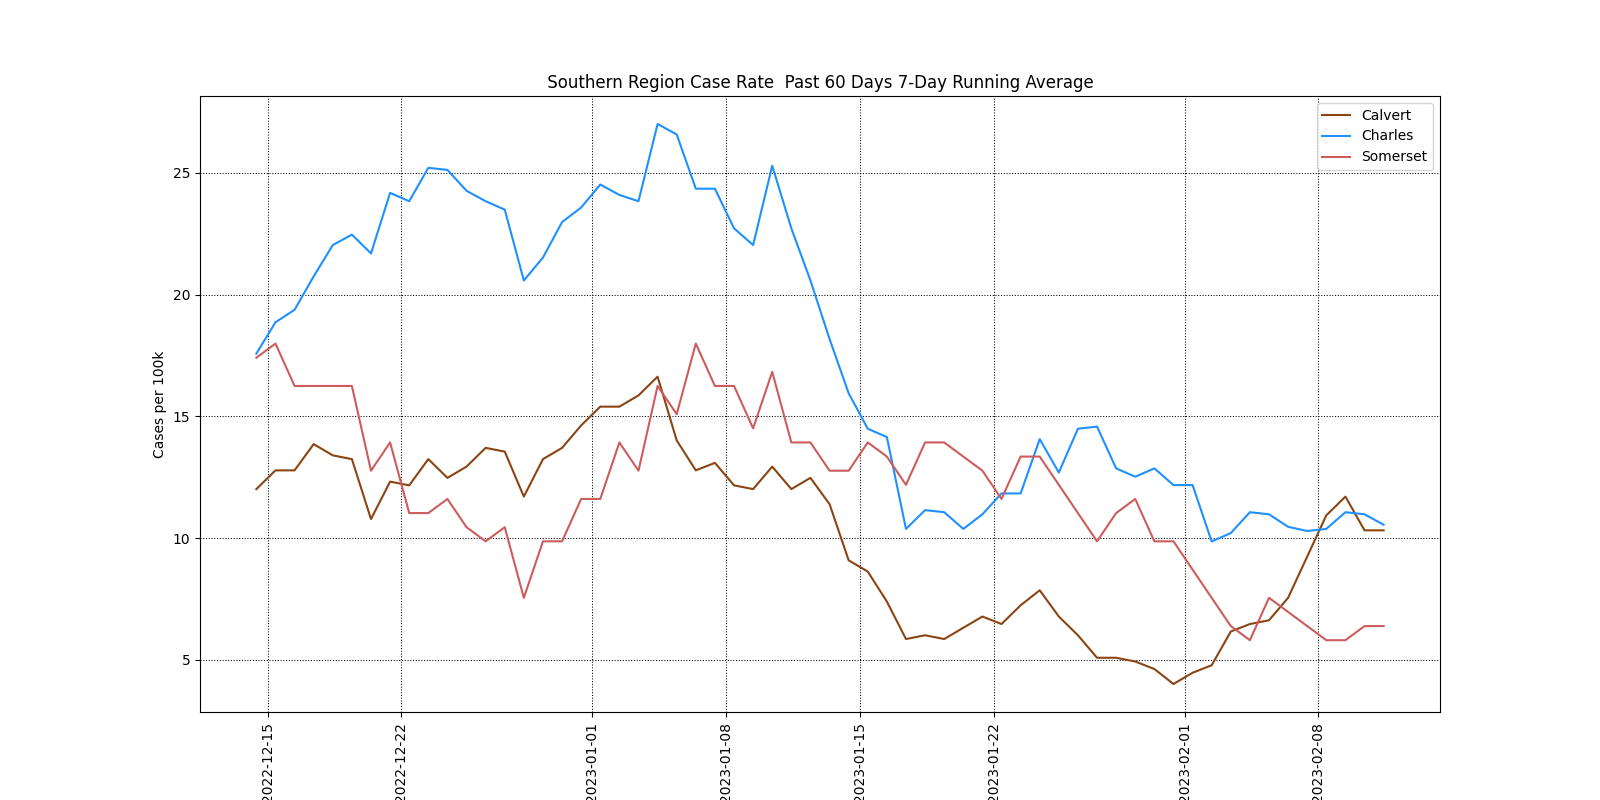 Southern Region Case Rate  Past 60 Days 7-Day Running Average
Calvert
Charles
Somerset
Cases per 100k
25
20
15
10
5
2022-12-15
2022-12-22
2023-01-01
2023-01-08
2023-01-15
2023-01-22
2023-02-01
2023-02-08